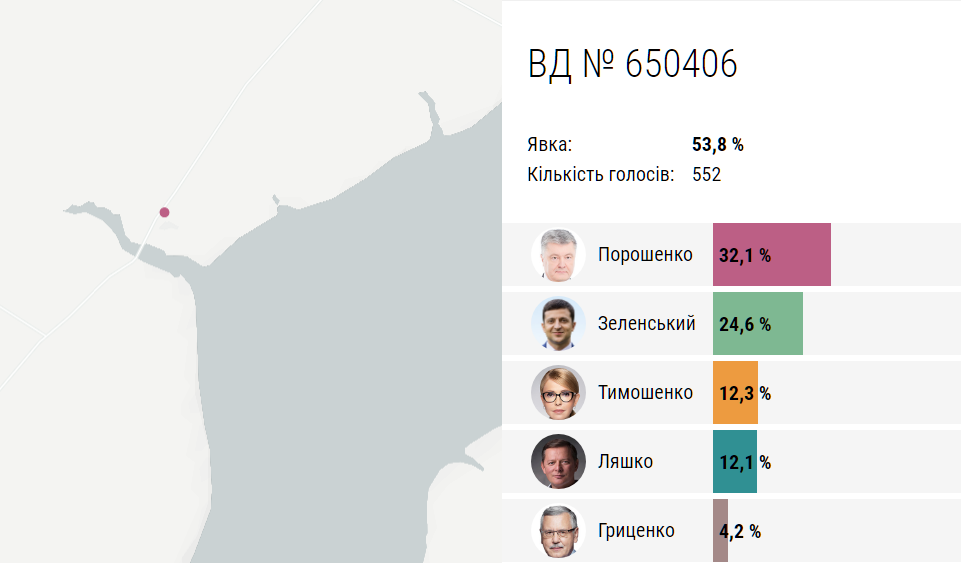 ВД № 650406
Явка: 53,8 %
Кількість голосів: 552
Порошенко 32,1 %
Зеленський 24,6 %
Тимошенко 12,3 %
Ляшко 12,1 %
Гриценко 4,2 %